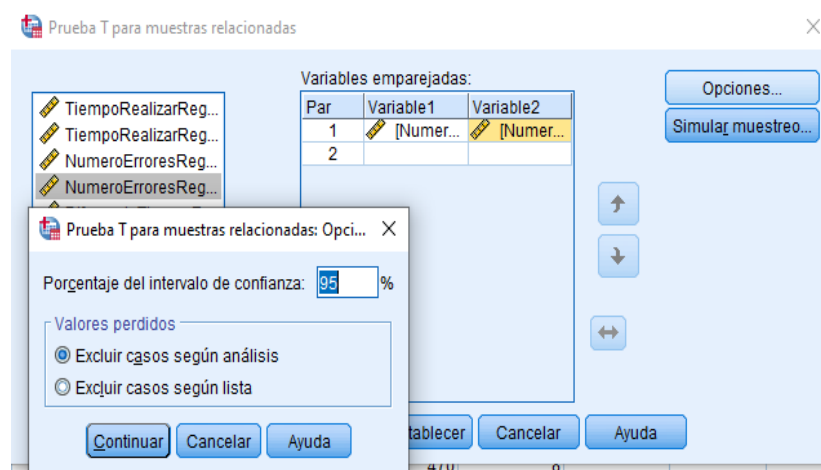 Prueba T para muestras relacionadas
Variables emparejadas:
Par Variable1 Variable2
1 [Numer... [Numer...
2
TiempoRealizarReg...
TiempoRealizarReg...
NumeroErroresReg...
NumeroErroresReg...
Opciones...
Simular muestreo...
Prueba T para muestras relacionadas: Opci...
Porcentaje del intervalo de confianza: 95 %
Valores perdidos
Excluir casos según análisis
Excluir casos según lista
Continuar Cancelar Ayuda
tablecer Cancelar Ayuda